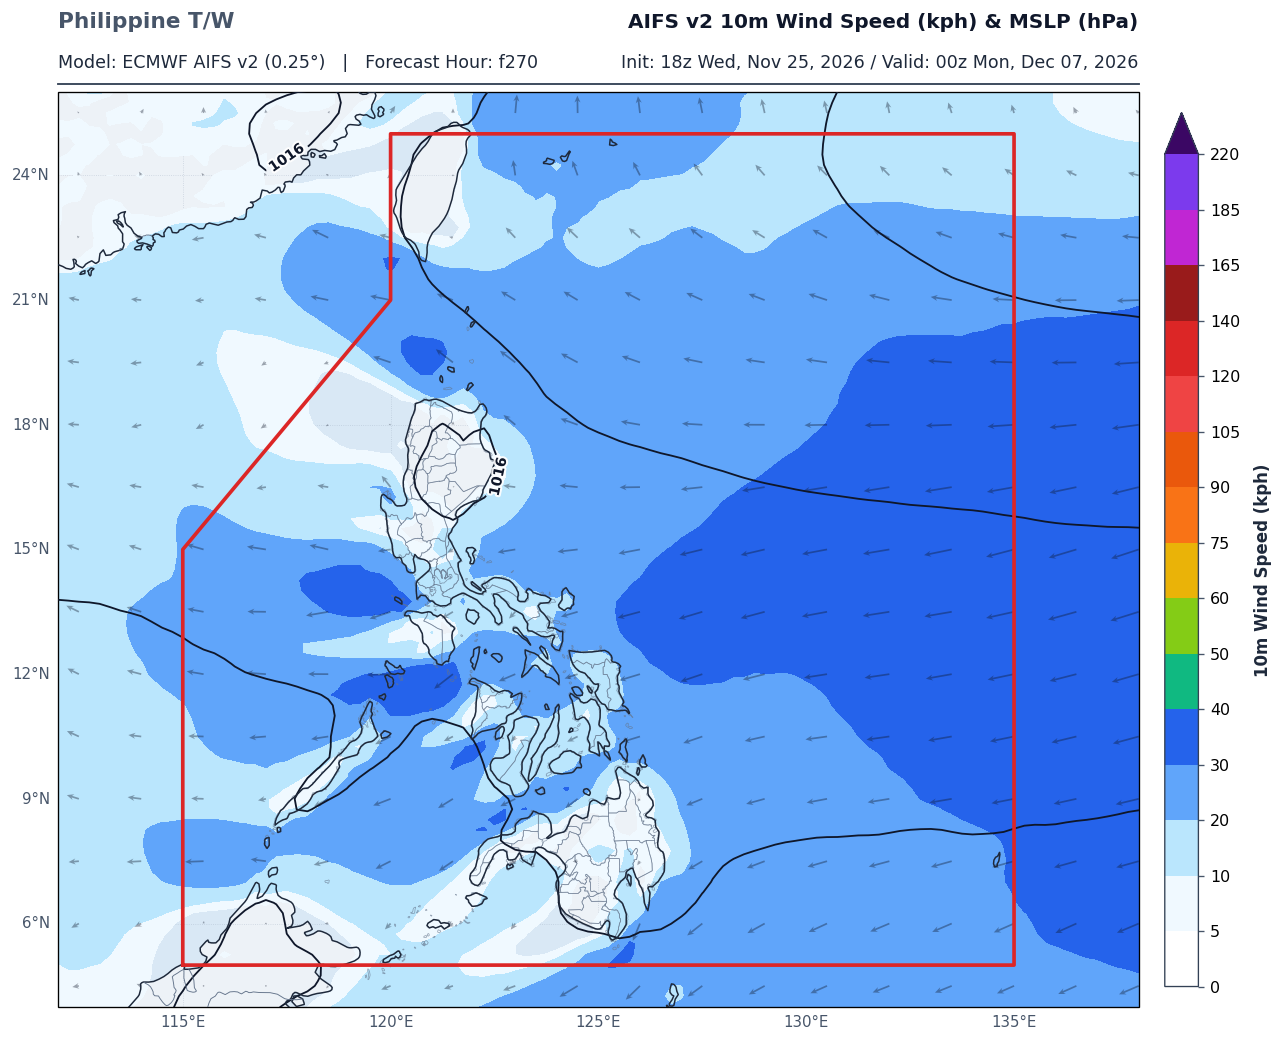 Philippine T/W
AIFS v2 10m Wind Speed (kph) & MSLP (hPa)
Model: ECMWF AIFS v2 (0.25°) | Forecast Hour: f270
Init: 18z Wed, Nov 25, 2026 / Valid: 00z Mon, Dec 07, 2026
1016
1016
24°N
21°N
18°N
15°N
12°N
9°N
6°N
115°E
120°E
125°E
130°E
135°E
220
185
165
140
120
105
90
75
60
50
40
30
20
10
5
0
10m Wind Speed (kph)